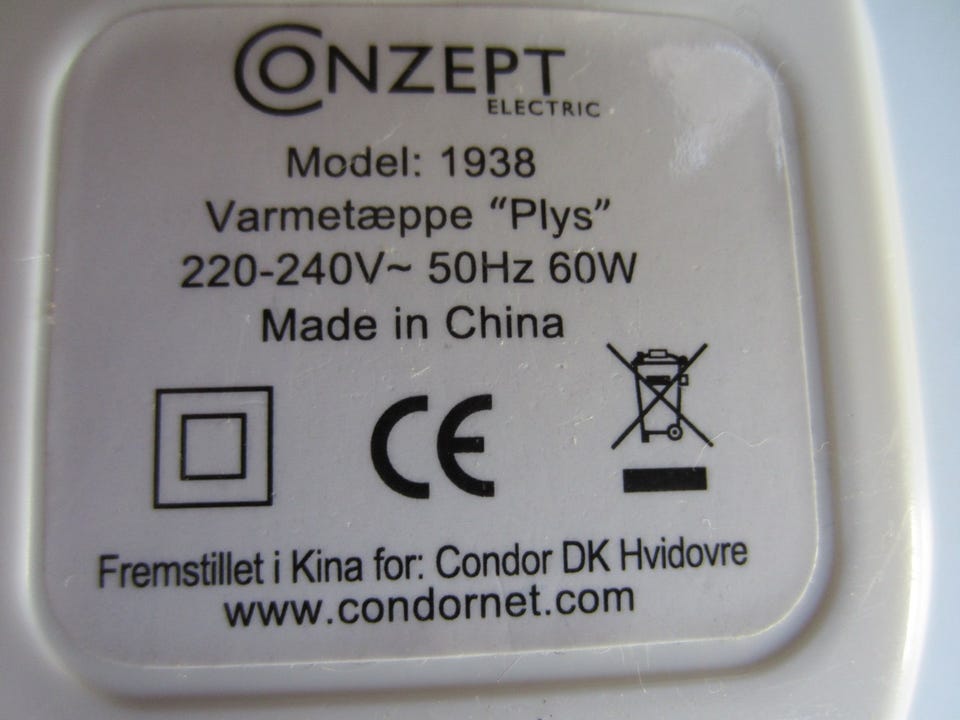 CONZEPT
ELECTRIC
Model: 1938
Varmetæppe “Plys”
220-240V~ 50Hz 60W
Made in China
CE
Fremstillet i Kina for: Condor DK Hvidovre
www.condornet.com